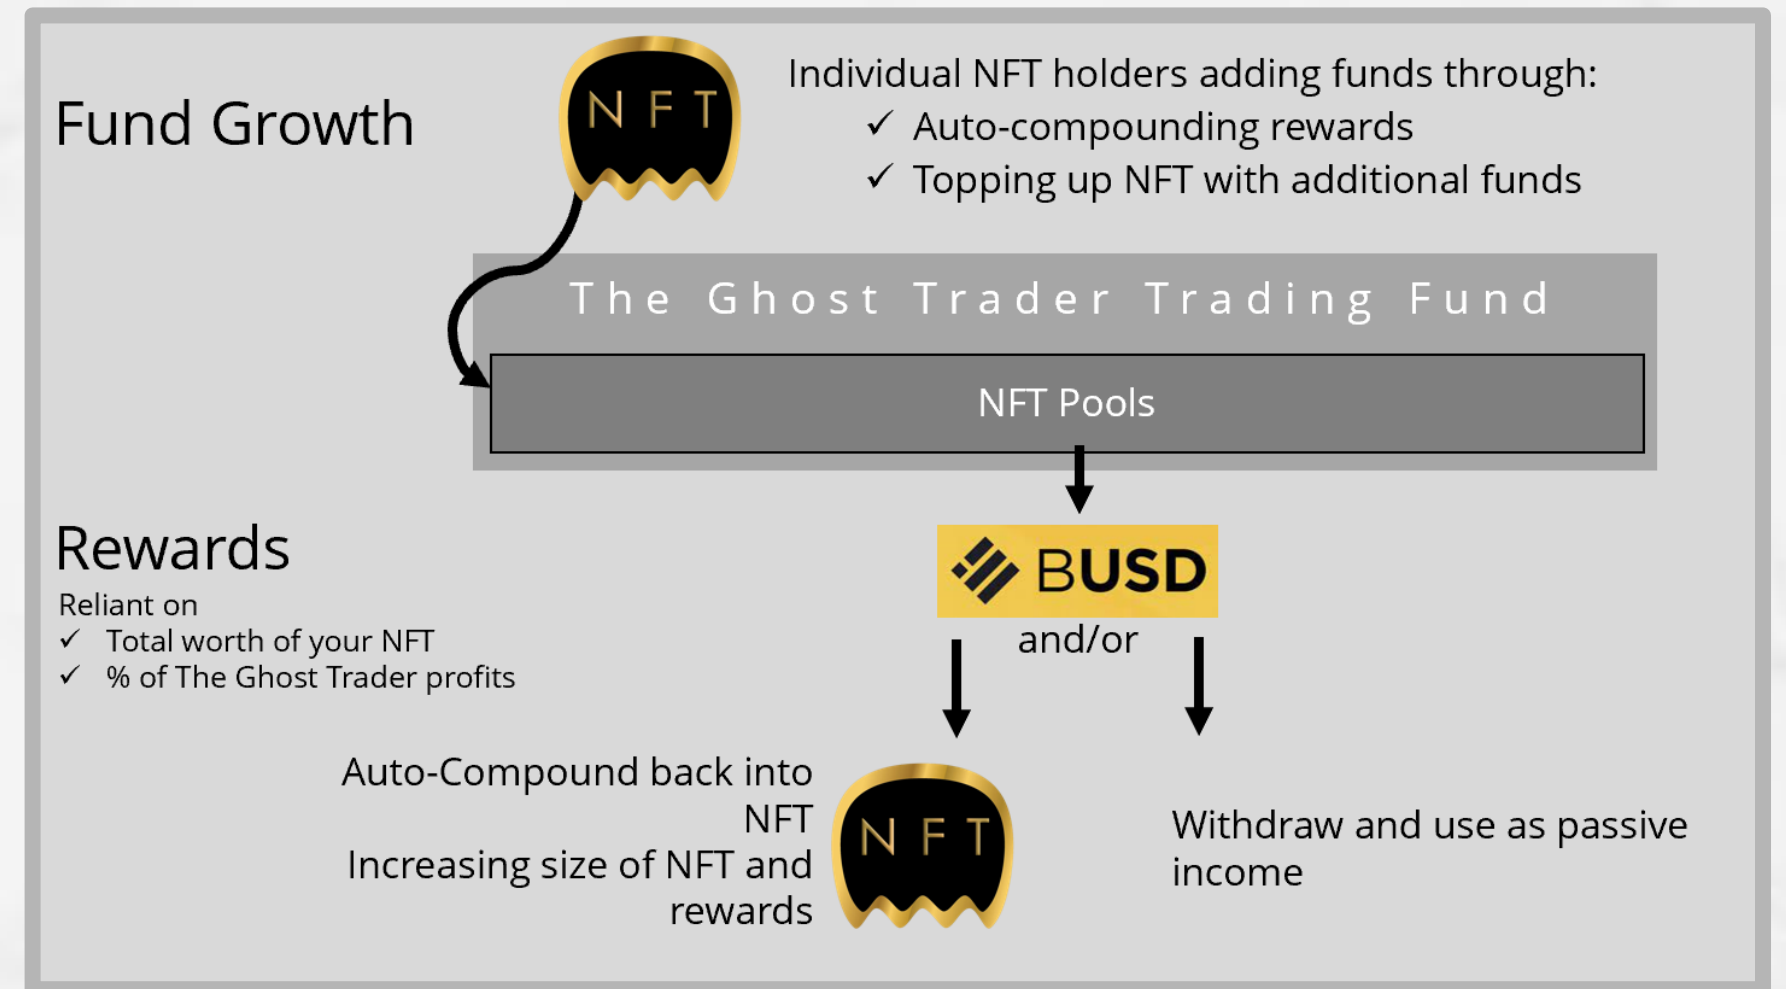 NFT
Individual NFT holders adding funds through:
Fund Growth
✓ Auto-compounding rewards
✓ Topping up NFT with additional funds
The Ghost Trader Trading Fund
NFT Pools
Rewards
Reliant on
✓ Total worth of your NFT
✓ % of The Ghost Trader profits
BUSD
and/or
Auto-Compound back into
NFT
Increasing size of NFT and
rewards
NFT
Withdraw and use as passive
income